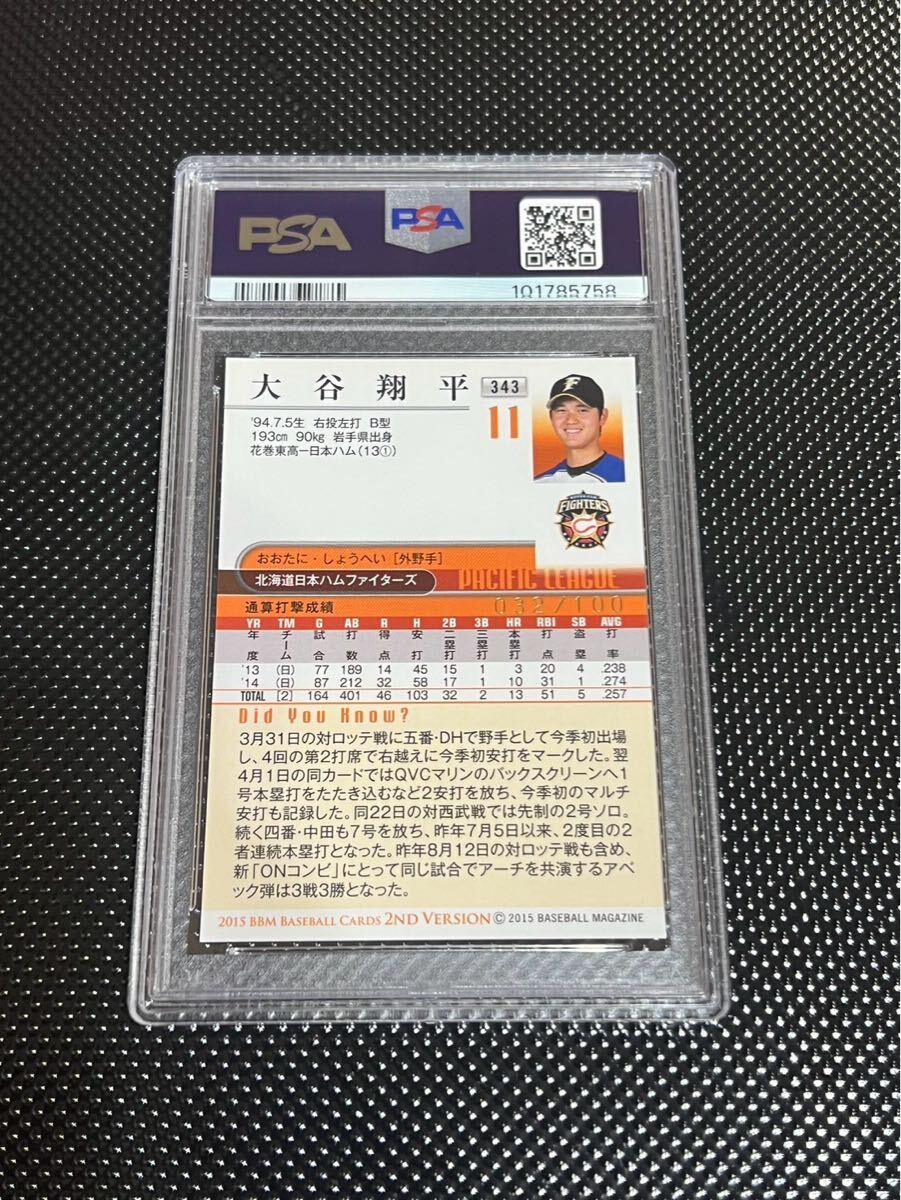 PSA PSA
101785758
大谷翔平 343
11
'94.7.5生 右投左打 B型
193cm 90kg 岩手県出身
花巻東高ー日本ハム(13①)
F
FIGHTERS
おおたに・しょうへい [外野手]
北海道日本ハムファイターズ PACIFIC LEAGUE
通算打撃成績 032/100
YR TM G AB R H 2B 3B HR RBI SB AVG
年度 チーム 試合 打数 得点 安打 二塁打 三塁打 本塁打 打点 盗塁 打率
'13 (日) 77 189 14 45 15 1 3 20 4 .238
'14 (日) 87 212 32 58 17 1 10 31 1 .274
TOTAL [2] 164 401 46 103 32 2 13 51 5 .257
Did You Know?
3月31日の対ロッテ戦に五番・DHで野手として今季初出場
し、4回の第2打席で右越えに今季初安打をマークした。翌
4月1日の同カードではQVCマリンのバックスクリーンへ1
号本塁打をたたき込むなど2安打を放ち、今季初のマルチ
安打も記録した。同22日の対西武戦では先制の2号ソロ。
続く四番・中田も7号を放ち、昨年7月5日以来、2度目の2
者連続本塁打となった。昨年8月12日の対ロッテ戦も含め、
新「ONコンビ」にとって同じ試合でアーチを共演するアベ
ック弾は3戦3勝となった。
2015 BBM BASEBALL CARDS 2ND VERSION © 2015 BASEBALL MAGAZINE